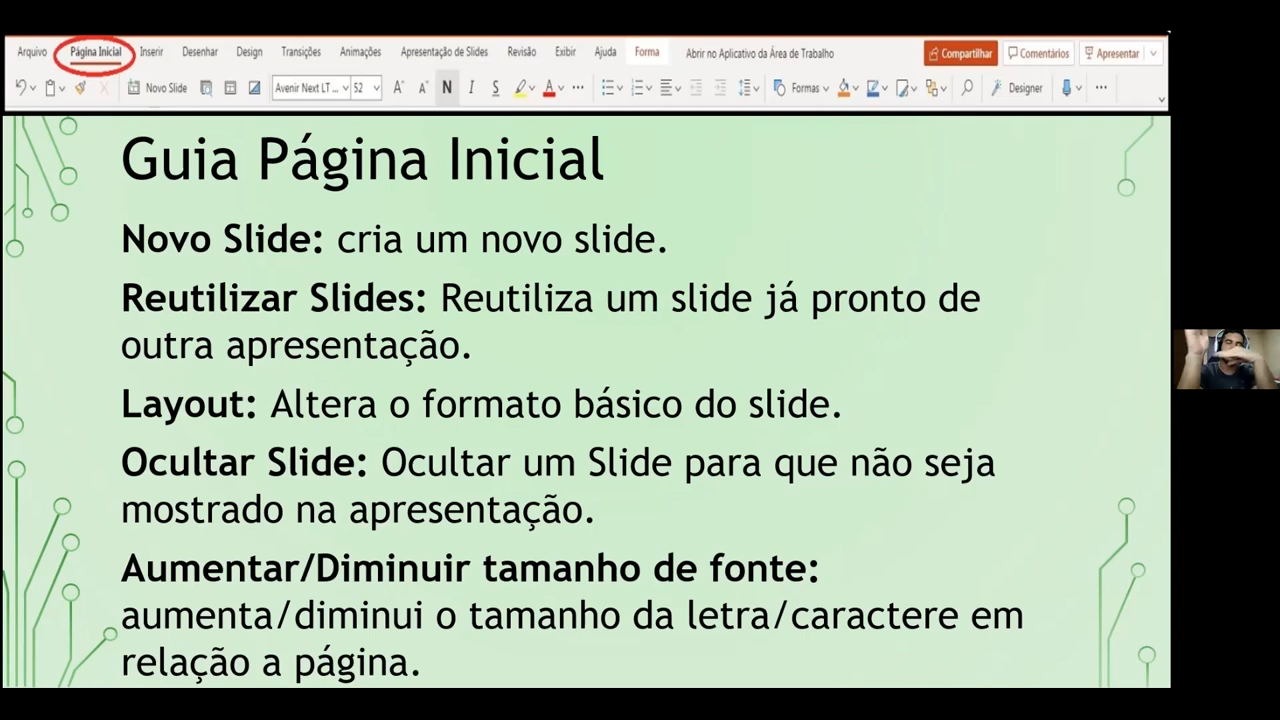 Arquivo Página Inicial Inserir Desenhar Design Transições Animações Apresentação de Slides Revisão Exibir Ajuda Forma Abrir no Aplicativo da Área de Trabalho Compartilhar Comentários Apresentar
Novo Slide Avenir Next LT ... 52 A A N I S A ... Formas Designer ...
Guia Página Inicial
Novo Slide: cria um novo slide.
Reutilizar Slides: Reutiliza um slide já pronto de
outra apresentação.
Layout: Altera o formato básico do slide.
Ocultar Slide: Ocultar um Slide para que não seja
mostrado na apresentação.
Aumentar/Diminuir tamanho de fonte:
aumenta/diminui o tamanho da letra/caractere em
relação a página.